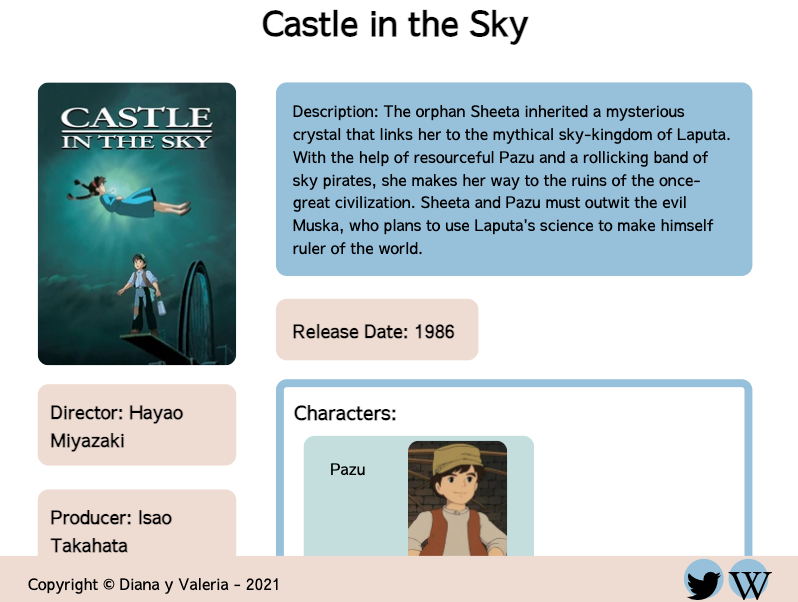 Castle in the Sky
CASTLE
IN THE SKY
Description: The orphan Sheeta inherited a mysterious
crystal that links her to the mythical sky-kingdom of Laputa.
With the help of resourceful Pazu and a rollicking band of
sky pirates, she makes her way to the ruins of the once-
great civilization. Sheeta and Pazu must outwit the evil
Muska, who plans to use Laputa's science to make himself
ruler of the world.
Release Date: 1986
Director: Hayao
Miyazaki
Characters:
Pazu
Producer: Isao
Takahata
Copyright © Diana y Valeria - 2021
W